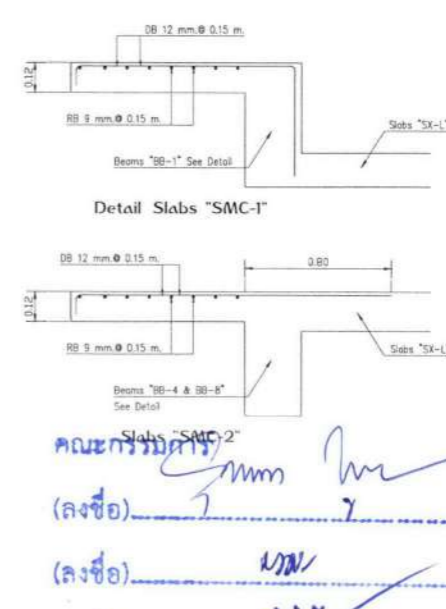 DB 12 mm.@ 0.15 m.
0.12
RB 9 mm.@ 0.15 m.
Slabs "SX-L"
Beams "BB-1" See Detail
Detail Slabs "SMC-1"
DB 12 mm.@ 0.15 m.
0.80
0.12
RB 9 mm.@ 0.15 m.
Slabs "SX-L"
Beams "BB-4 & BB-8"
See Detail
Slabs "SMC-2"
คณะกรรมการ
(ลงชื่อ)
(ลงชื่อ)